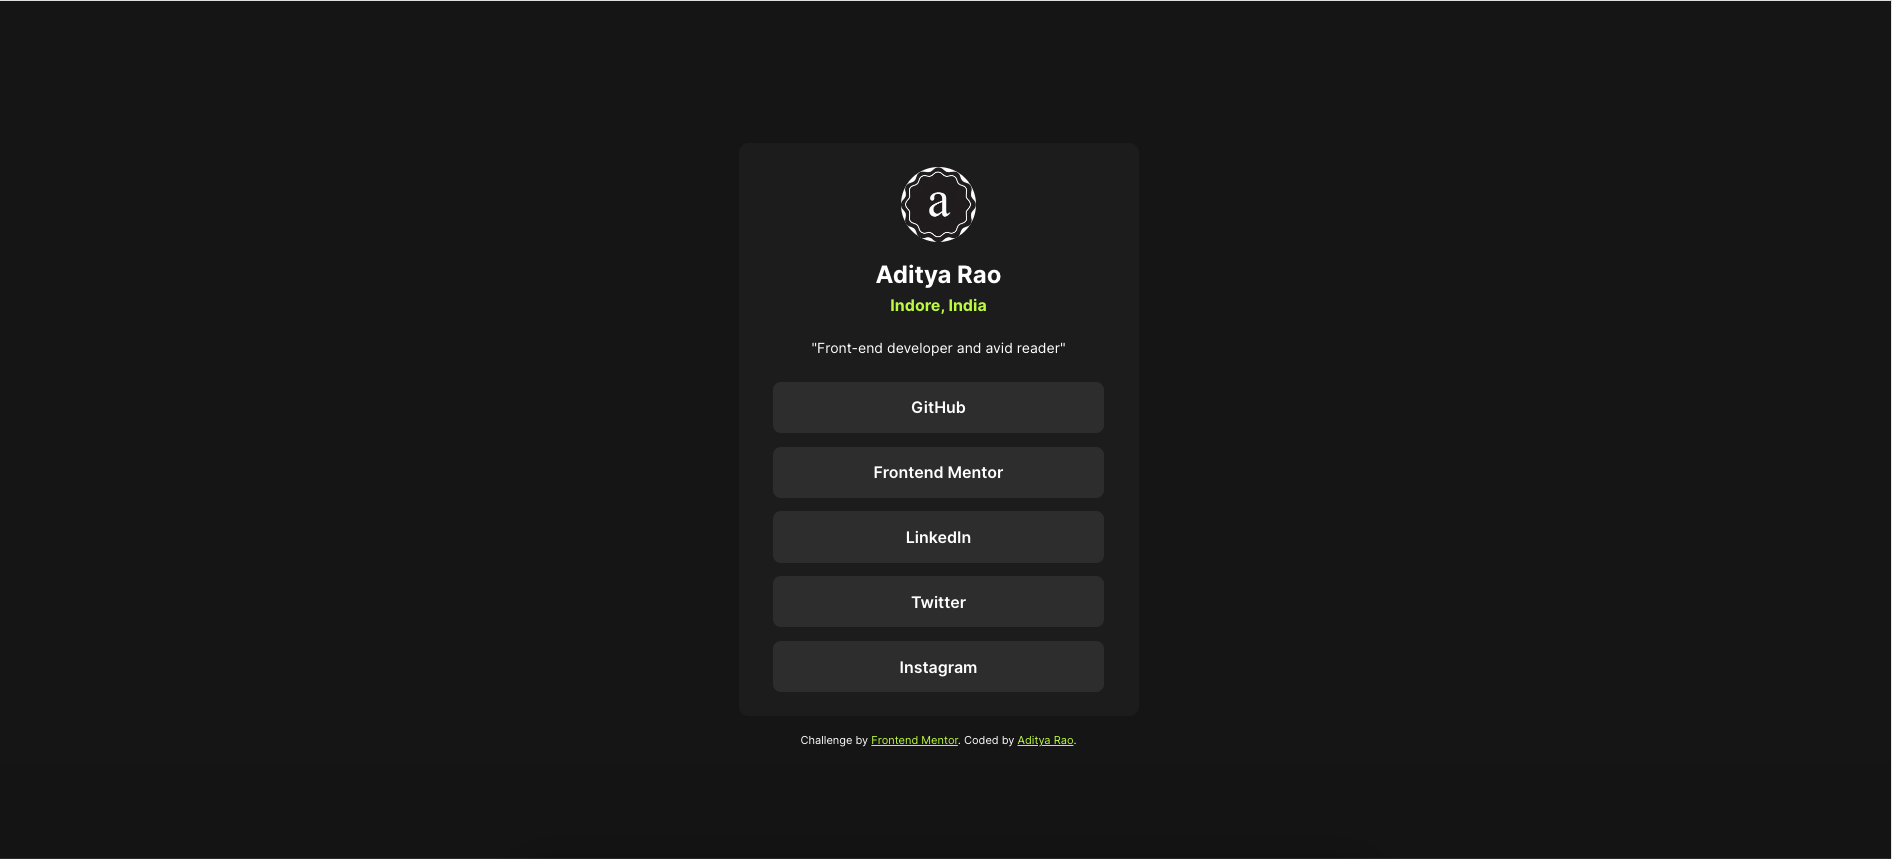 a
Aditya Rao
Indore, India
"Front-end developer and avid reader"
GitHub
Frontend Mentor
LinkedIn
Twitter
Instagram
Challenge by Frontend Mentor. Coded by Aditya Rao.